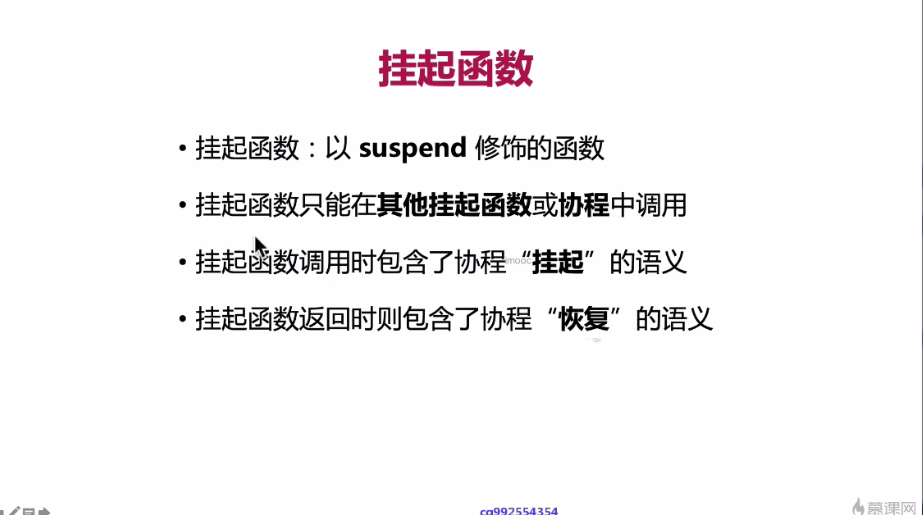 挂起函数
• 挂起函数：以 suspend 修饰的函数
• 挂起函数只能在其他挂起函数或协程中调用
• 挂起函数调用时包含了协程“挂起”的语义
imooc
• 挂起函数返回时则包含了协程“恢复”的语义
cq992554354
慕课网